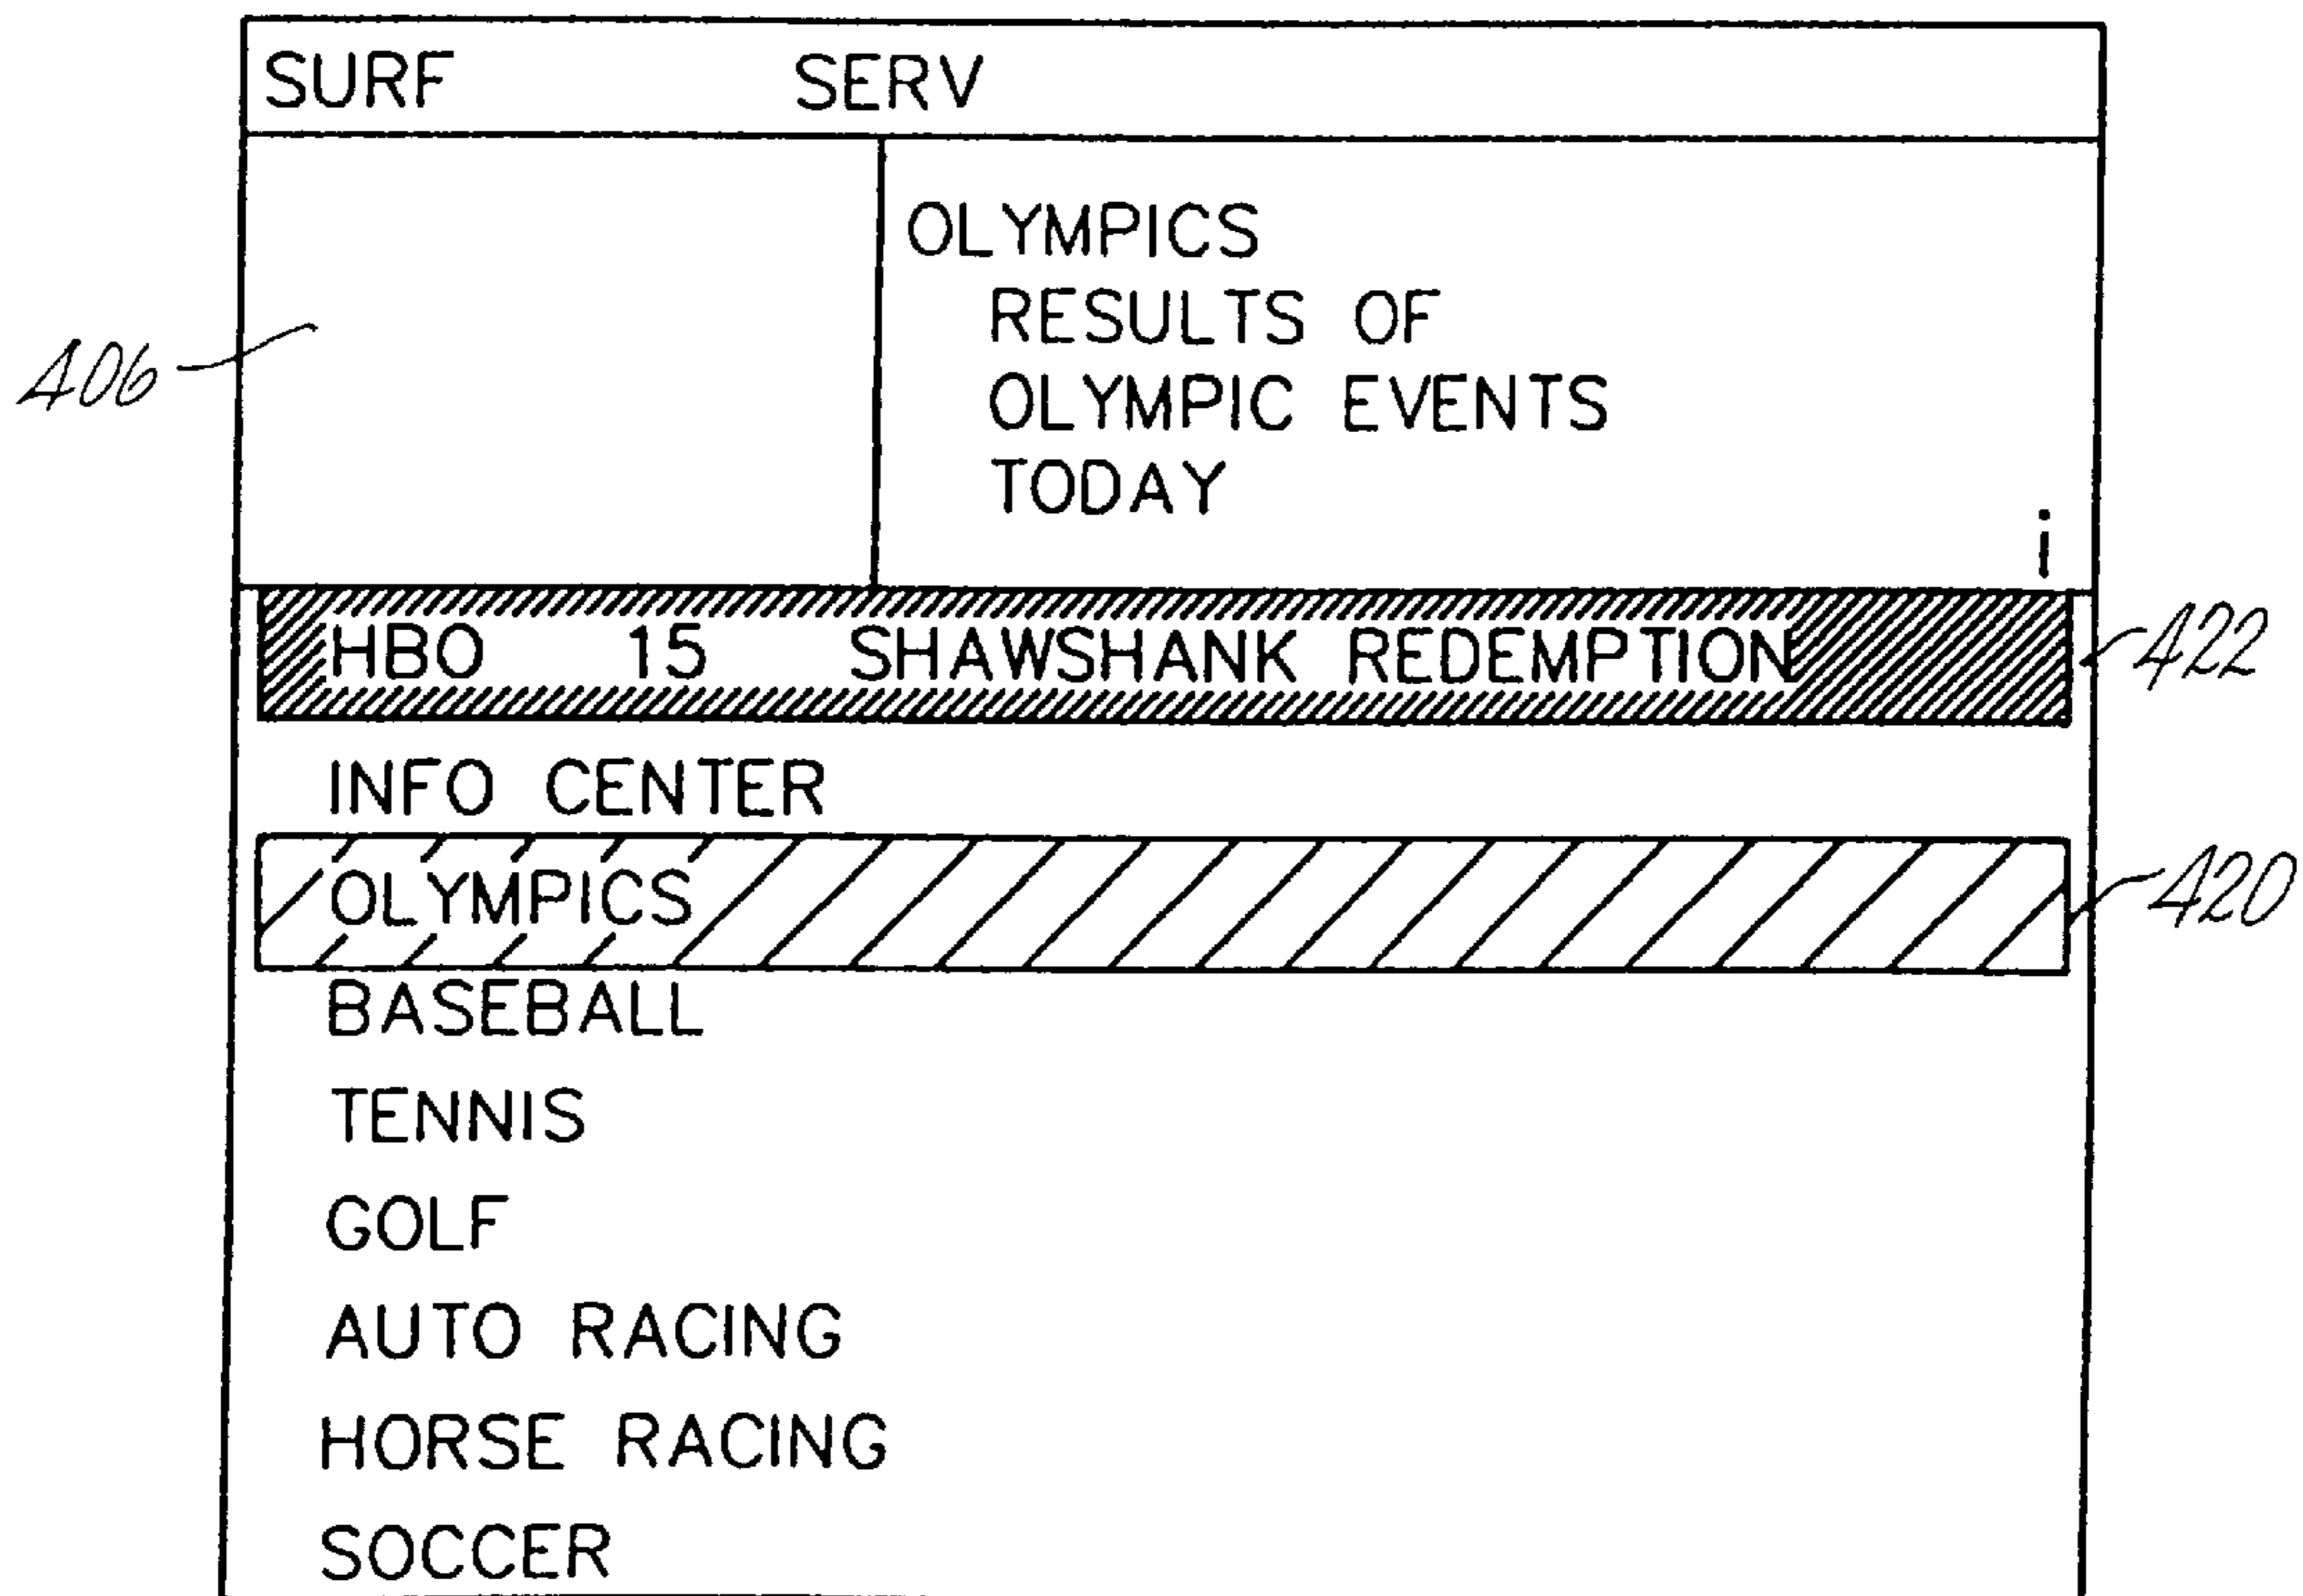 SURF SERV
OLYMPICS
RESULTS OF
OLYMPIC EVENTS
TODAY
406
i
HBO 15 SHAWSHANK REDEMPTION
422
INFO CENTER
OLYMPICS
420
BASEBALL
TENNIS
GOLF
AUTO RACING
HORSE RACING
SOCCER